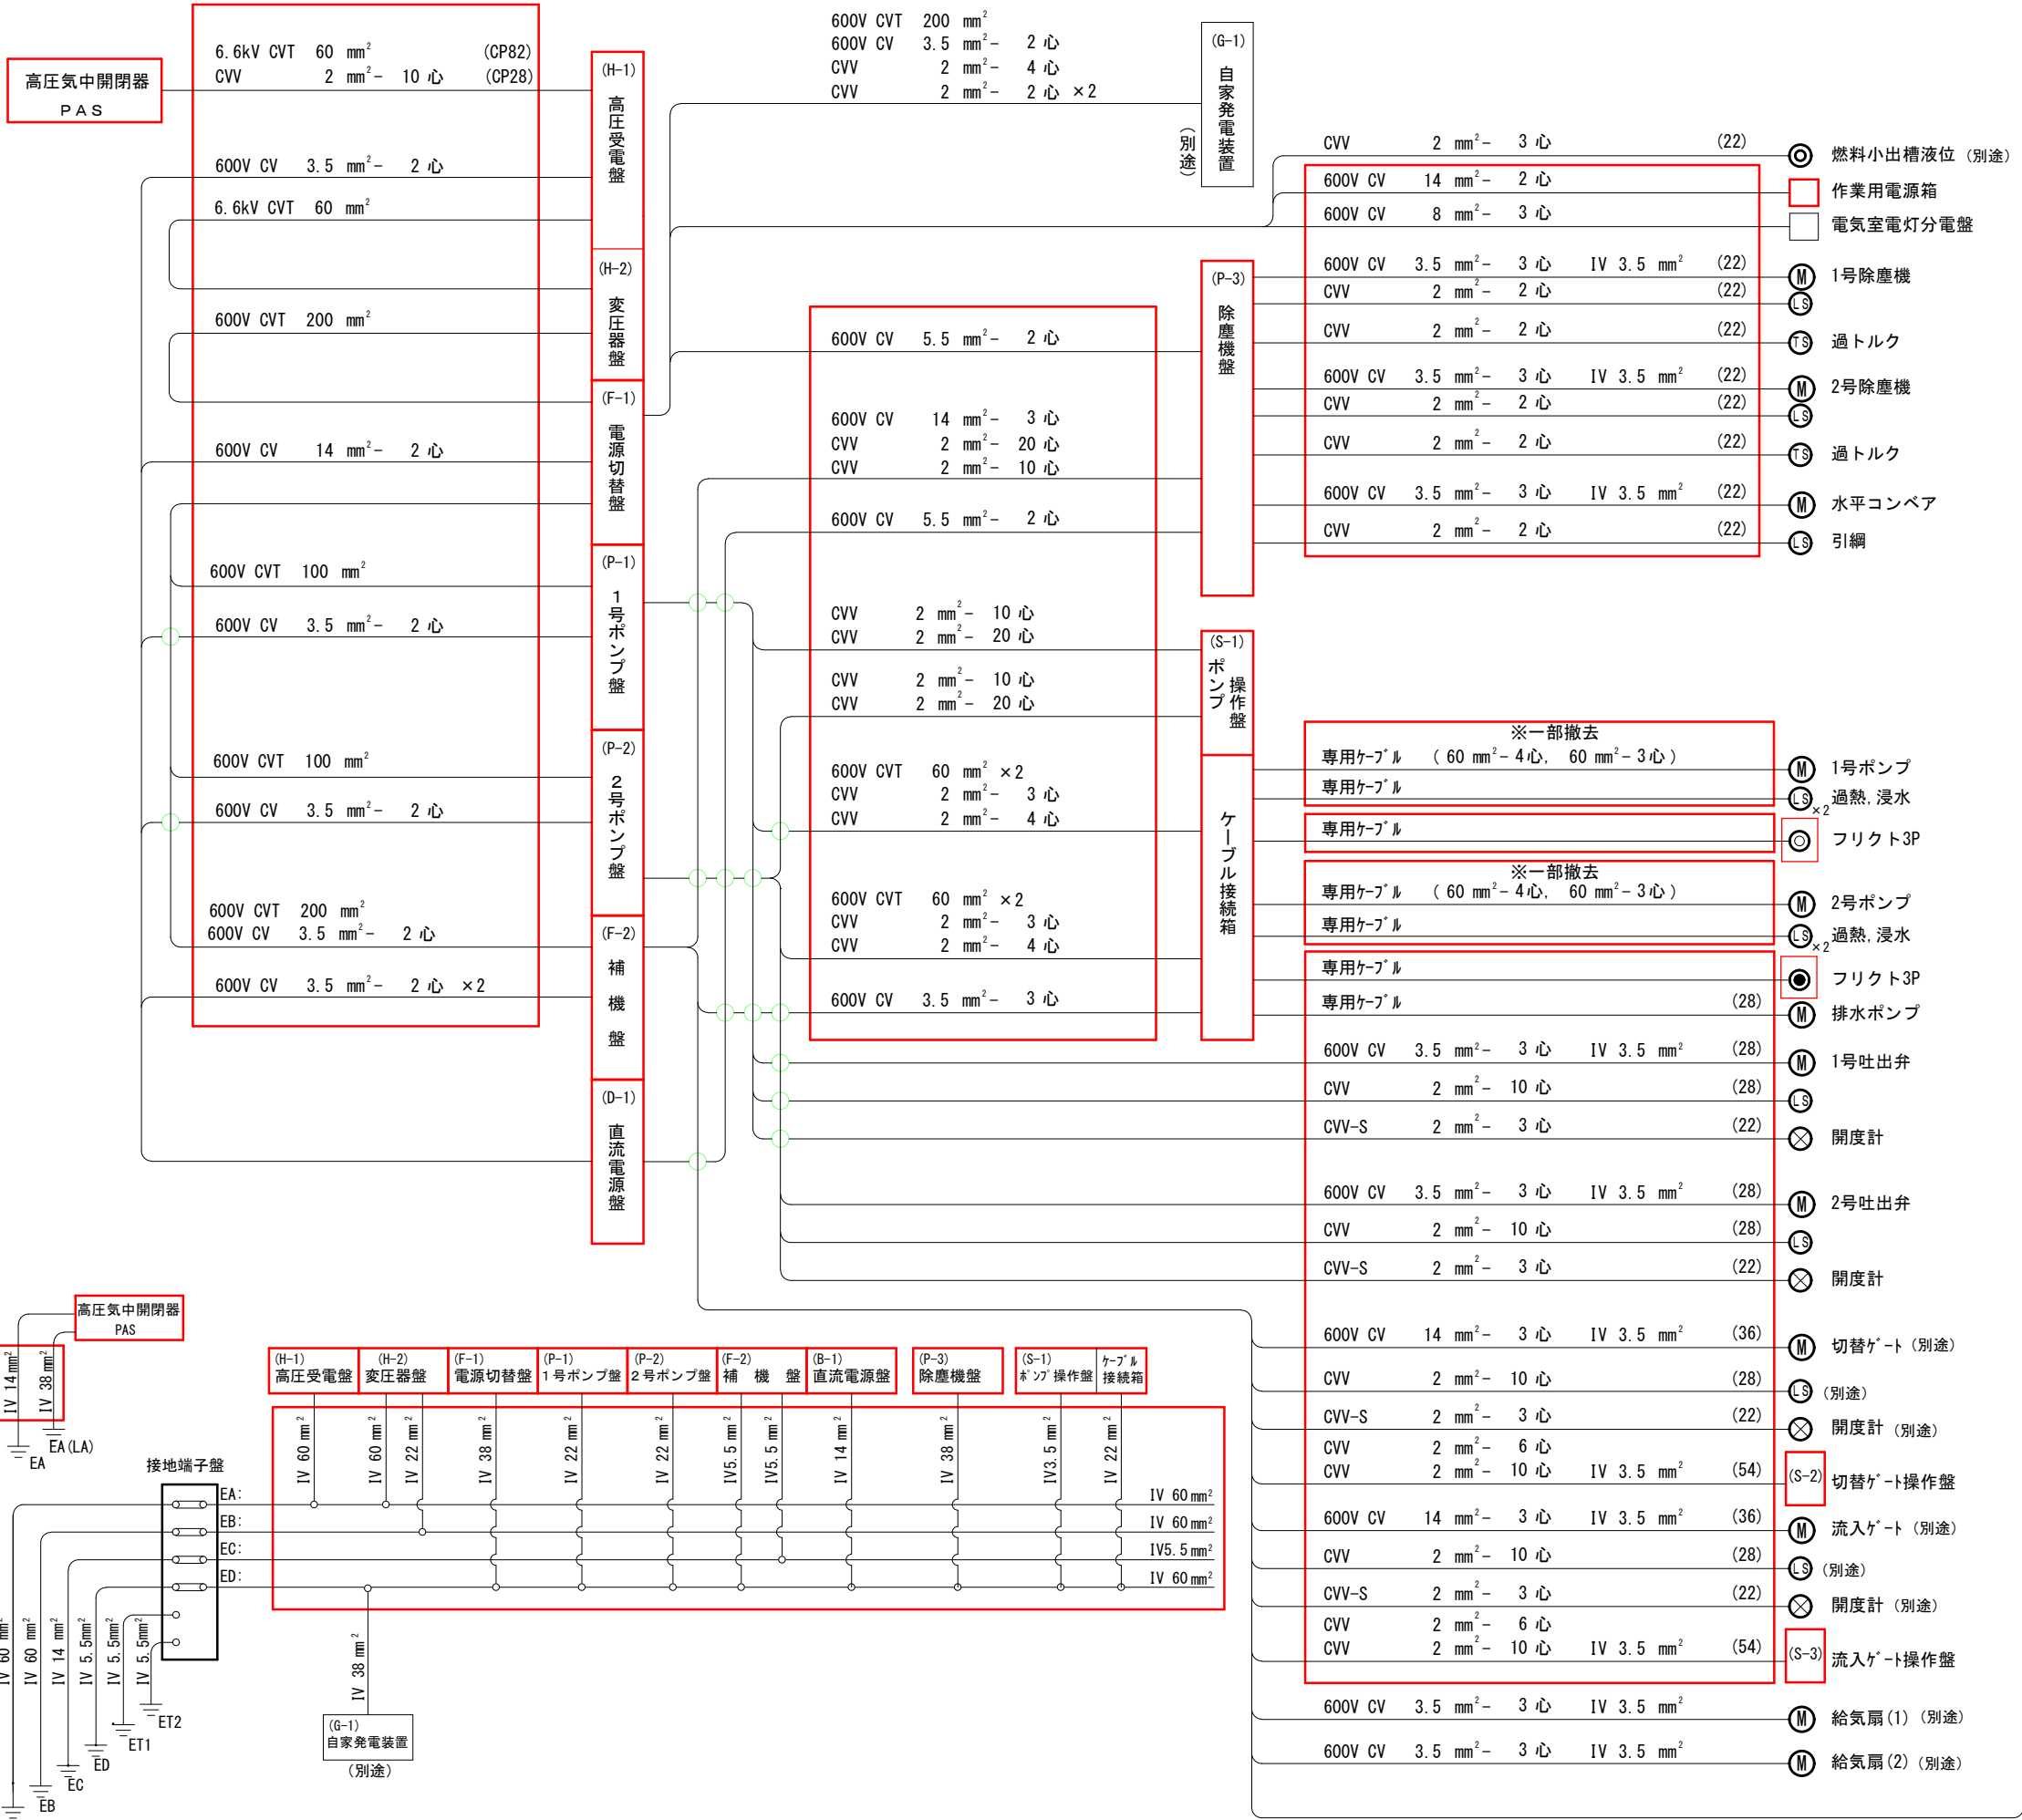 高圧気中開閉器
PAS
6.6kV CVT 60 mm² (CP82)
CVV 2 mm²- 10 心 (CP28)
600V CV 3.5 mm²- 2 心
6.6kV CVT 60 mm²
600V CVT 200 mm²
600V CV 14 mm²- 2 心
600V CVT 100 mm²
600V CV 3.5 mm²- 2 心
600V CVT 100 mm²
600V CV 3.5 mm²- 2 心
600V CVT 200 mm²
600V CV 3.5 mm²- 2 心
600V CV 3.5 mm²- 2 心 ×2
(H-1)
高圧受電盤
(H-2)
変圧器盤
(F-1)
電源切替盤
(P-1)
1号ポンプ盤
(P-2)
2号ポンプ盤
(F-2)
補機盤
(D-1)
直流電源盤
600V CVT 200 mm²
600V CV 3.5 mm²- 2 心
CVV 2 mm²- 4 心
CVV 2 mm²- 2 心 ×2
(G-1)
自家発電装置
(別途)
600V CV 5.5 mm²- 2 心
600V CV 14 mm²- 3 心
CVV 2 mm²- 20 心
CVV 2 mm²- 10 心
600V CV 5.5 mm²- 2 心
CVV 2 mm²- 10 心
CVV 2 mm²- 20 心
CVV 2 mm²- 10 心
CVV 2 mm²- 20 心
600V CVT 60 mm² ×2
CVV 2 mm²- 3 心
CVV 2 mm²- 4 心
600V CVT 60 mm² ×2
CVV 2 mm²- 3 心
CVV 2 mm²- 4 心
600V CV 3.5 mm²- 3 心
(P-3)
除塵機盤
(S-1)
ポンプ操作盤
ケーブル接続箱
CVV 2 mm²- 3 心 (22) 燃料小出槽液位 (別途)
600V CV 14 mm²- 2 心 作業用電源箱
600V CV 8 mm²- 3 心 電気室電灯分電盤
600V CV 3.5 mm²- 3 心 IV 3.5 mm² (22) M 1号除塵機
CVV 2 mm²- 2 心 (22) LS
CVV 2 mm²- 2 心 (22) TS 過トルク
600V CV 3.5 mm²- 3 心 IV 3.5 mm² (22) M 2号除塵機
CVV 2 mm²- 2 心 (22) LS
CVV 2 mm²- 2 心 (22) TS 過トルク
600V CV 3.5 mm²- 3 心 IV 3.5 mm² (22) M 水平コンベア
CVV 2 mm²- 2 心 (22) LS 引綱
※一部撤去
専用ｹｰﾌﾞﾙ ( 60 mm²- 4心, 60 mm²- 3心 ) M 1号ポンプ
専用ｹｰﾌﾞﾙ LS ×2 過熱,浸水
専用ｹｰﾌﾞﾙ フリクト3P
※一部撤去
専用ｹｰﾌﾞﾙ ( 60 mm²- 4心, 60 mm²- 3心 ) M 2号ポンプ
専用ｹｰﾌﾞﾙ LS ×2 過熱,浸水
専用ｹｰﾌﾞﾙ フリクト3P
専用ｹｰﾌﾞﾙ (28) M 排水ポンプ
600V CV 3.5 mm²- 3 心 IV 3.5 mm² (28) M 1号吐出弁
CVV 2 mm²- 10 心 (28) LS
CVV-S 2 mm²- 3 心 (22) 開度計
600V CV 3.5 mm²- 3 心 IV 3.5 mm² (28) M 2号吐出弁
CVV 2 mm²- 10 心 (28) LS
CVV-S 2 mm²- 3 心 (22) 開度計
600V CV 14 mm²- 3 心 IV 3.5 mm² (36) M 切替ｹﾞｰﾄ (別途)
CVV 2 mm²- 10 心 (28) LS (別途)
CVV-S 2 mm²- 3 心 (22) 開度計 (別途)
CVV 2 mm²- 6 心
CVV 2 mm²- 10 心 IV 3.5 mm² (54) (S-2) 切替ｹﾞｰﾄ操作盤
600V CV 14 mm²- 3 心 IV 3.5 mm² (36) M 流入ｹﾞｰﾄ (別途)
CVV 2 mm²- 10 心 (28) LS (別途)
CVV-S 2 mm²- 3 心 (22) 開度計 (別途)
CVV 2 mm²- 6 心
CVV 2 mm²- 10 心 IV 3.5 mm² (54) (S-3) 流入ｹﾞｰﾄ操作盤
600V CV 3.5 mm²- 3 心 IV 3.5 mm² M 給気扇(1) (別途)
600V CV 3.5 mm²- 3 心 IV 3.5 mm² M 給気扇(2) (別途)
高圧気中開閉器
PAS
IV 14 mm²
IV 38 mm²
EA
EA(LA)
接地端子盤
EA:
EB:
EC:
ED:
(H-1)
高圧受電盤
(H-2)
変圧器盤
(F-1)
電源切替盤
(P-1)
1号ポンプ盤
(P-2)
2号ポンプ盤
(F-2)
補機盤
(B-1)
直流電源盤
(P-3)
除塵機盤
(S-1)
ﾎﾟﾝﾌﾟ操作盤
ｹｰﾌﾞﾙ
接続箱
IV 60 mm²
IV 60 mm²
IV 22 mm²
IV 38 mm²
IV 22 mm²
IV 22 mm²
IV5.5 mm²
IV5.5 mm²
IV 14 mm²
IV 38 mm²
IV3.5 mm²
IV 22 mm²
IV 60 mm²
IV 60 mm²
IV5.5 mm²
IV 60 mm²
IV 60 mm²
IV 60 mm²
IV 14 mm²
IV 5.5mm²
IV 5.5mm²
IV 5.5mm²
ET2
ET1
ED
EC
EB
IV 38 mm²
(G-1)
自家発電装置
(別途)